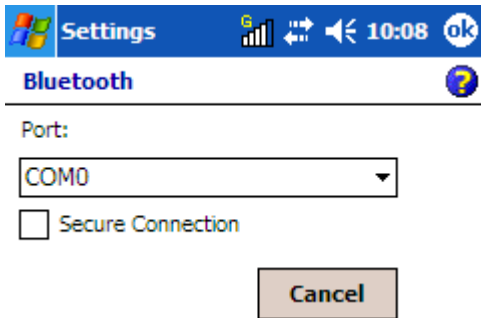 Settings G 10:08 ok
Bluetooth ?
Port:
COM0
Secure Connection
Cancel